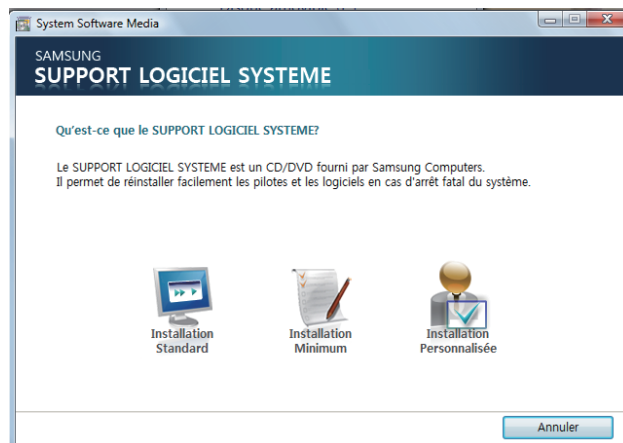 System Software Media
SAMSUNG
SUPPORT LOGICIEL SYSTEME
Qu'est-ce que le SUPPORT LOGICIEL SYSTEME?
Le SUPPORT LOGICIEL SYSTEME est un CD/DVD fourni par Samsung Computers.
Il permet de réinstaller facilement les pilotes et les logiciels en cas d'arrêt fatal du système.
Installation
Standard
Installation
Minimum
Installation
Personnalisée
Annuler